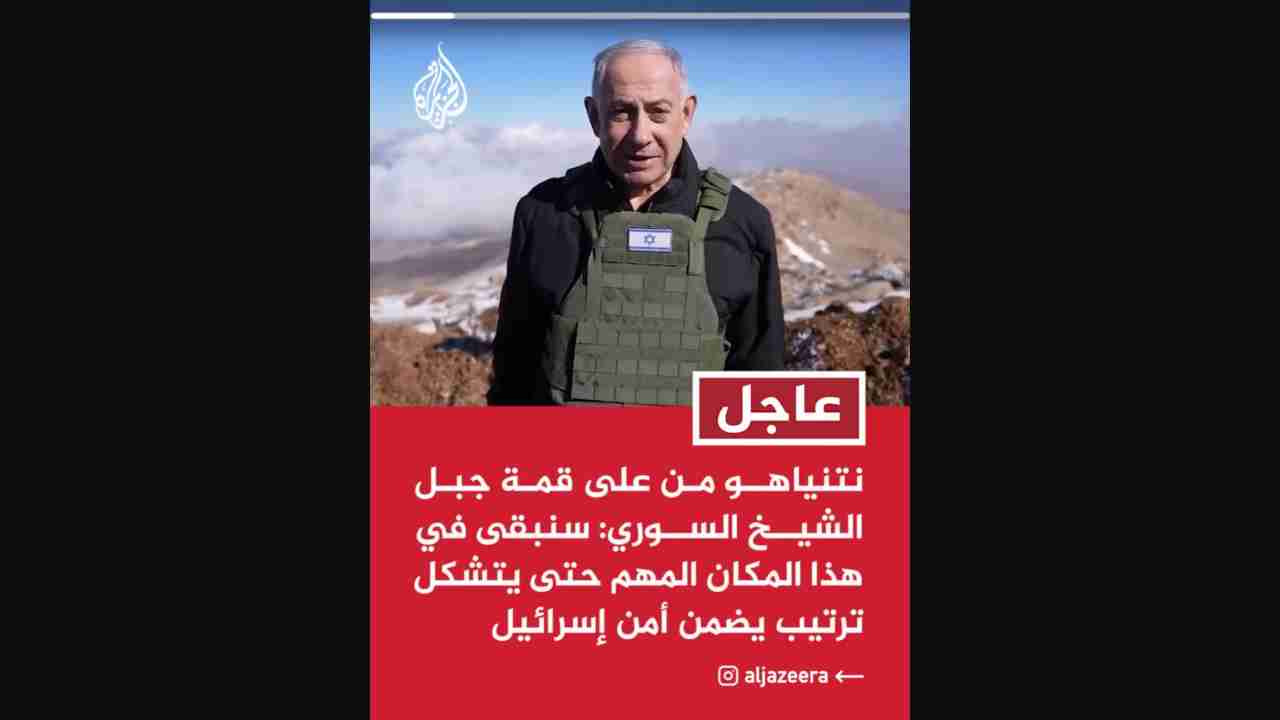 الجزيرة
عاجل
نتنياهو من على قمة جبل
الشيخ السوري: سنبقى في
هذا المكان المهم حتى يتشكل
ترتيب يضمن أمن إسرائيل
aljazeera